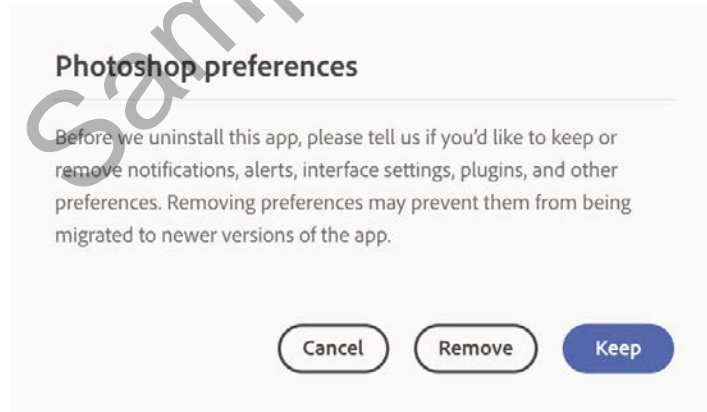 Photoshop preferences
Before we uninstall this app, please tell us if you'd like to keep or
remove notifications, alerts, interface settings, plugins, and other
preferences. Removing preferences may prevent them from being
migrated to newer versions of the app.
Cancel Remove Keep